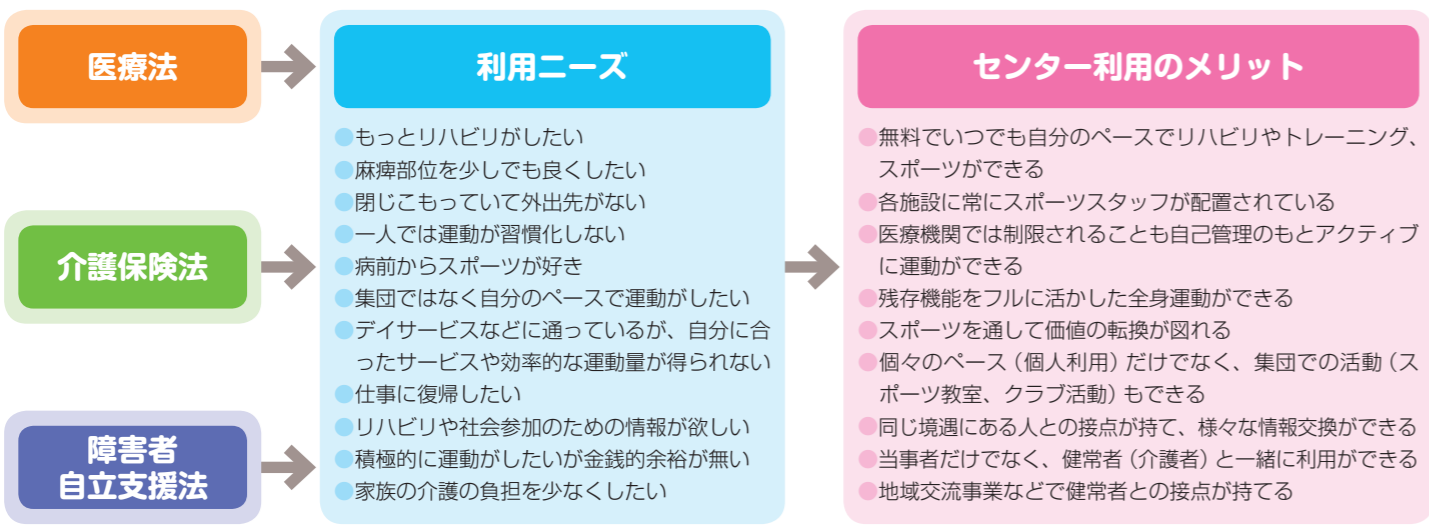 医療法
介護保険法
障害者
自立支援法
利用ニーズ
●もっとリハビリがしたい
●麻痺部位を少しでも良くしたい
●閉じこもっていて外出先がない
●一人では運動が習慣化しない
●病前からスポーツが好き
●集団ではなく自分のペースで運動がしたい
●デイサービスなどに通っているが、自分に合
ったサービスや効率的な運動量が得られない
●仕事に復帰したい
●リハビリや社会参加のための情報が欲しい
●積極的に運動がしたいが金銭的余裕が無い
●家族の介護の負担を少なくしたい
センター利用のメリット
●無料でいつでも自分のペースでリハビリやトレーニング、
スポーツができる
●各施設に常にスポーツスタッフが配置されている
●医療機関では制限されることも自己管理のもとアクティブ
に運動ができる
●残存機能をフルに活かした全身運動ができる
●スポーツを通して価値の転換が図れる
●個々のペース（個人利用）だけでなく、集団での活動（ス
ポーツ教室、クラブ活動）もできる
●同じ境遇にある人との接点が持て、様々な情報交換ができる
●当事者だけでなく、健常者（介護者）と一緒に利用ができる
●地域交流事業などで健常者との接点が持てる